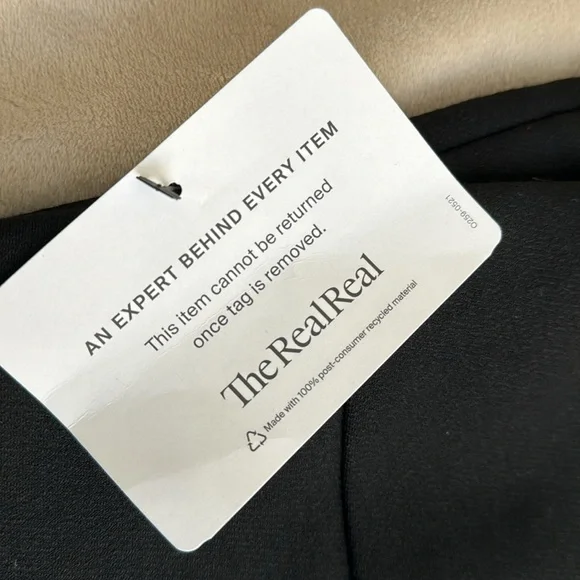 AN EXPERT BEHIND EVERY ITEM
This item cannot be returned
once tag is removed.
The RealReal
Made with 100% post-consumer recycled material
0259-0521